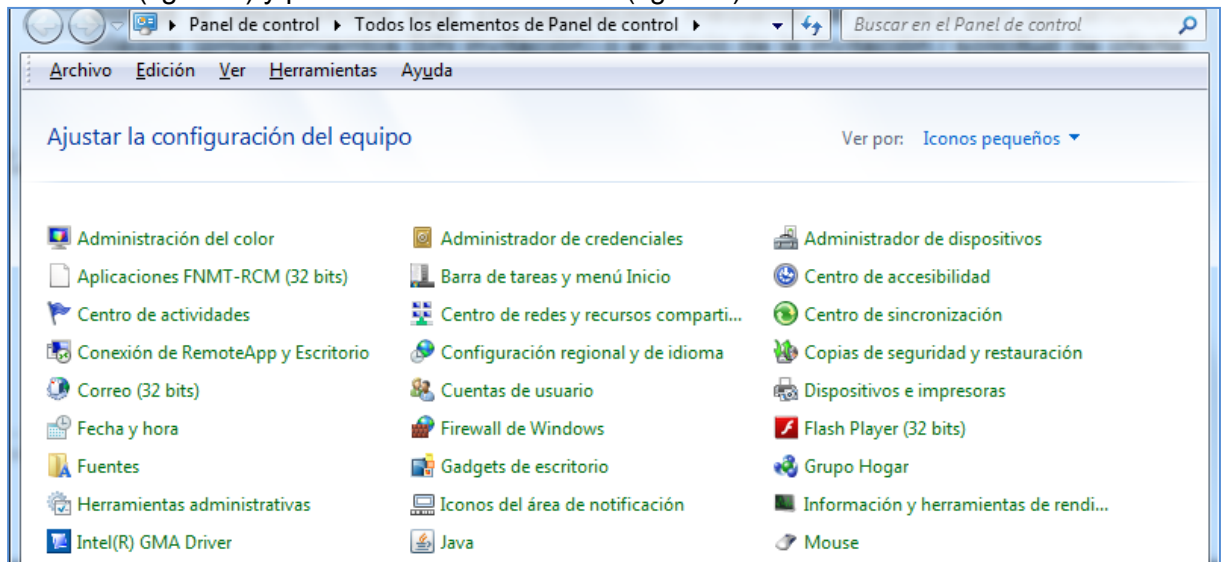 Panel de control Todos los elementos de Panel de control Buscar en el Panel de control
Archivo Edición Ver Herramientas Ayuda
Ajustar la configuración del equipo Ver por: Iconos pequeños
Administración del color Administrador de credenciales Administrador de dispositivos
Aplicaciones FNMT-RCM (32 bits) Barra de tareas y menú Inicio Centro de accesibilidad
Centro de actividades Centro de redes y recursos comparti... Centro de sincronización
Conexión de RemoteApp y Escritorio Configuración regional y de idioma Copias de seguridad y restauración
Correo (32 bits) Cuentas de usuario Dispositivos e impresoras
Fecha y hora Firewall de Windows Flash Player (32 bits)
Fuentes Gadgets de escritorio Grupo Hogar
Herramientas administrativas Iconos del área de notificación Información y herramientas de rendi...
Intel(R) GMA Driver Java Mouse